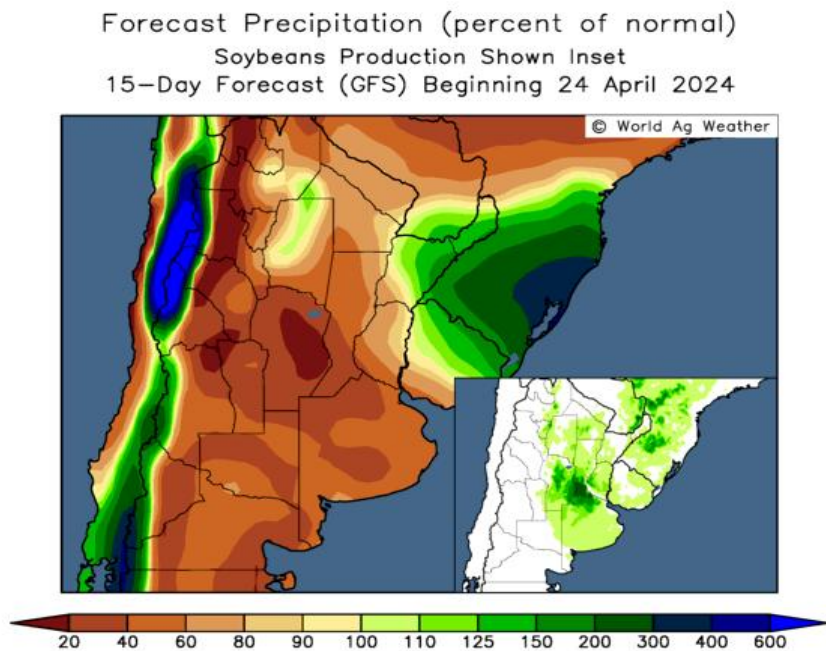 Forecast Precipitation (percent of normal)
Soybeans Production Shown Inset
15-Day Forecast (GFS) Beginning 24 April 2024
© World Ag Weather
20 40 60 80 90 100 110 125 150 200 300 400 600